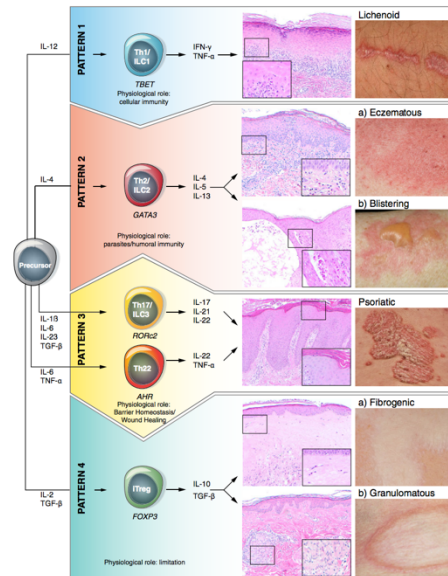 PATTERN 1
IL-12
Th1/
ILC1
TBET
Physiological role:
cellular immunity
IFN-γ
TNF-α
Lichenoid
PATTERN 2
IL-4
Th2/
ILC2
GATA3
Physiological role:
parasites/humoral immunity
IL-4
IL-5
IL-13
a) Eczematous
b) Blistering
Precursor
PATTERN 3
IL-1ß
IL-6
IL-23
TGF-β
Th17/
ILC3
RORc2
IL-17
IL-21
IL-22
IL-6
TNF-α
Th22
AHR
Physiological role:
Barrier Homeostasis/
Wound Healing
IL-22
TNF-α
Psoriatic
PATTERN 4
IL-2
TGF-β
ITreg
FOXP3
Physiological role: limitation
IL-10
TGF-β
a) Fibrogenic
b) Granulomatous